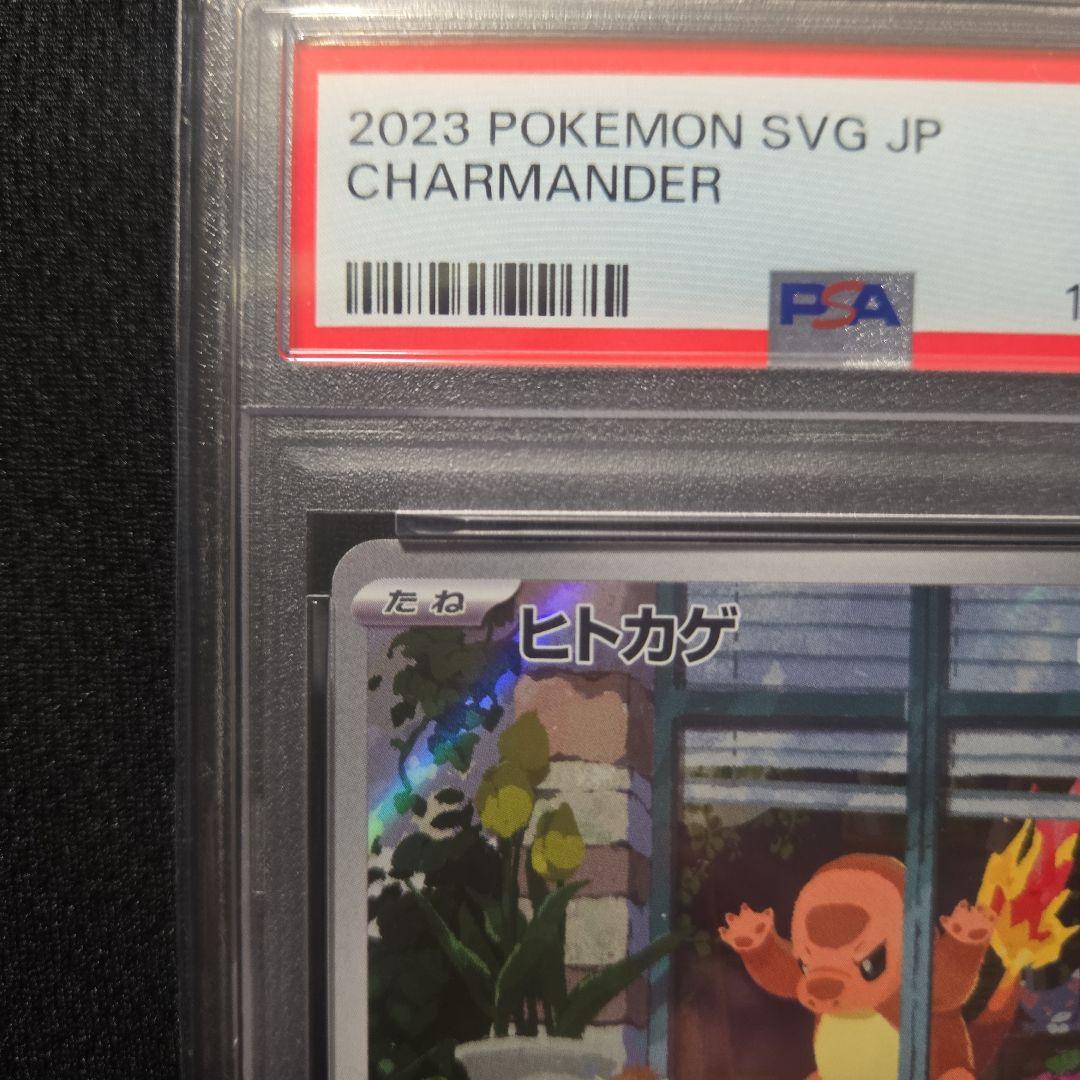 2023 POKEMON SVG JP
CHARMANDER
PSA
たね
ヒトカゲ